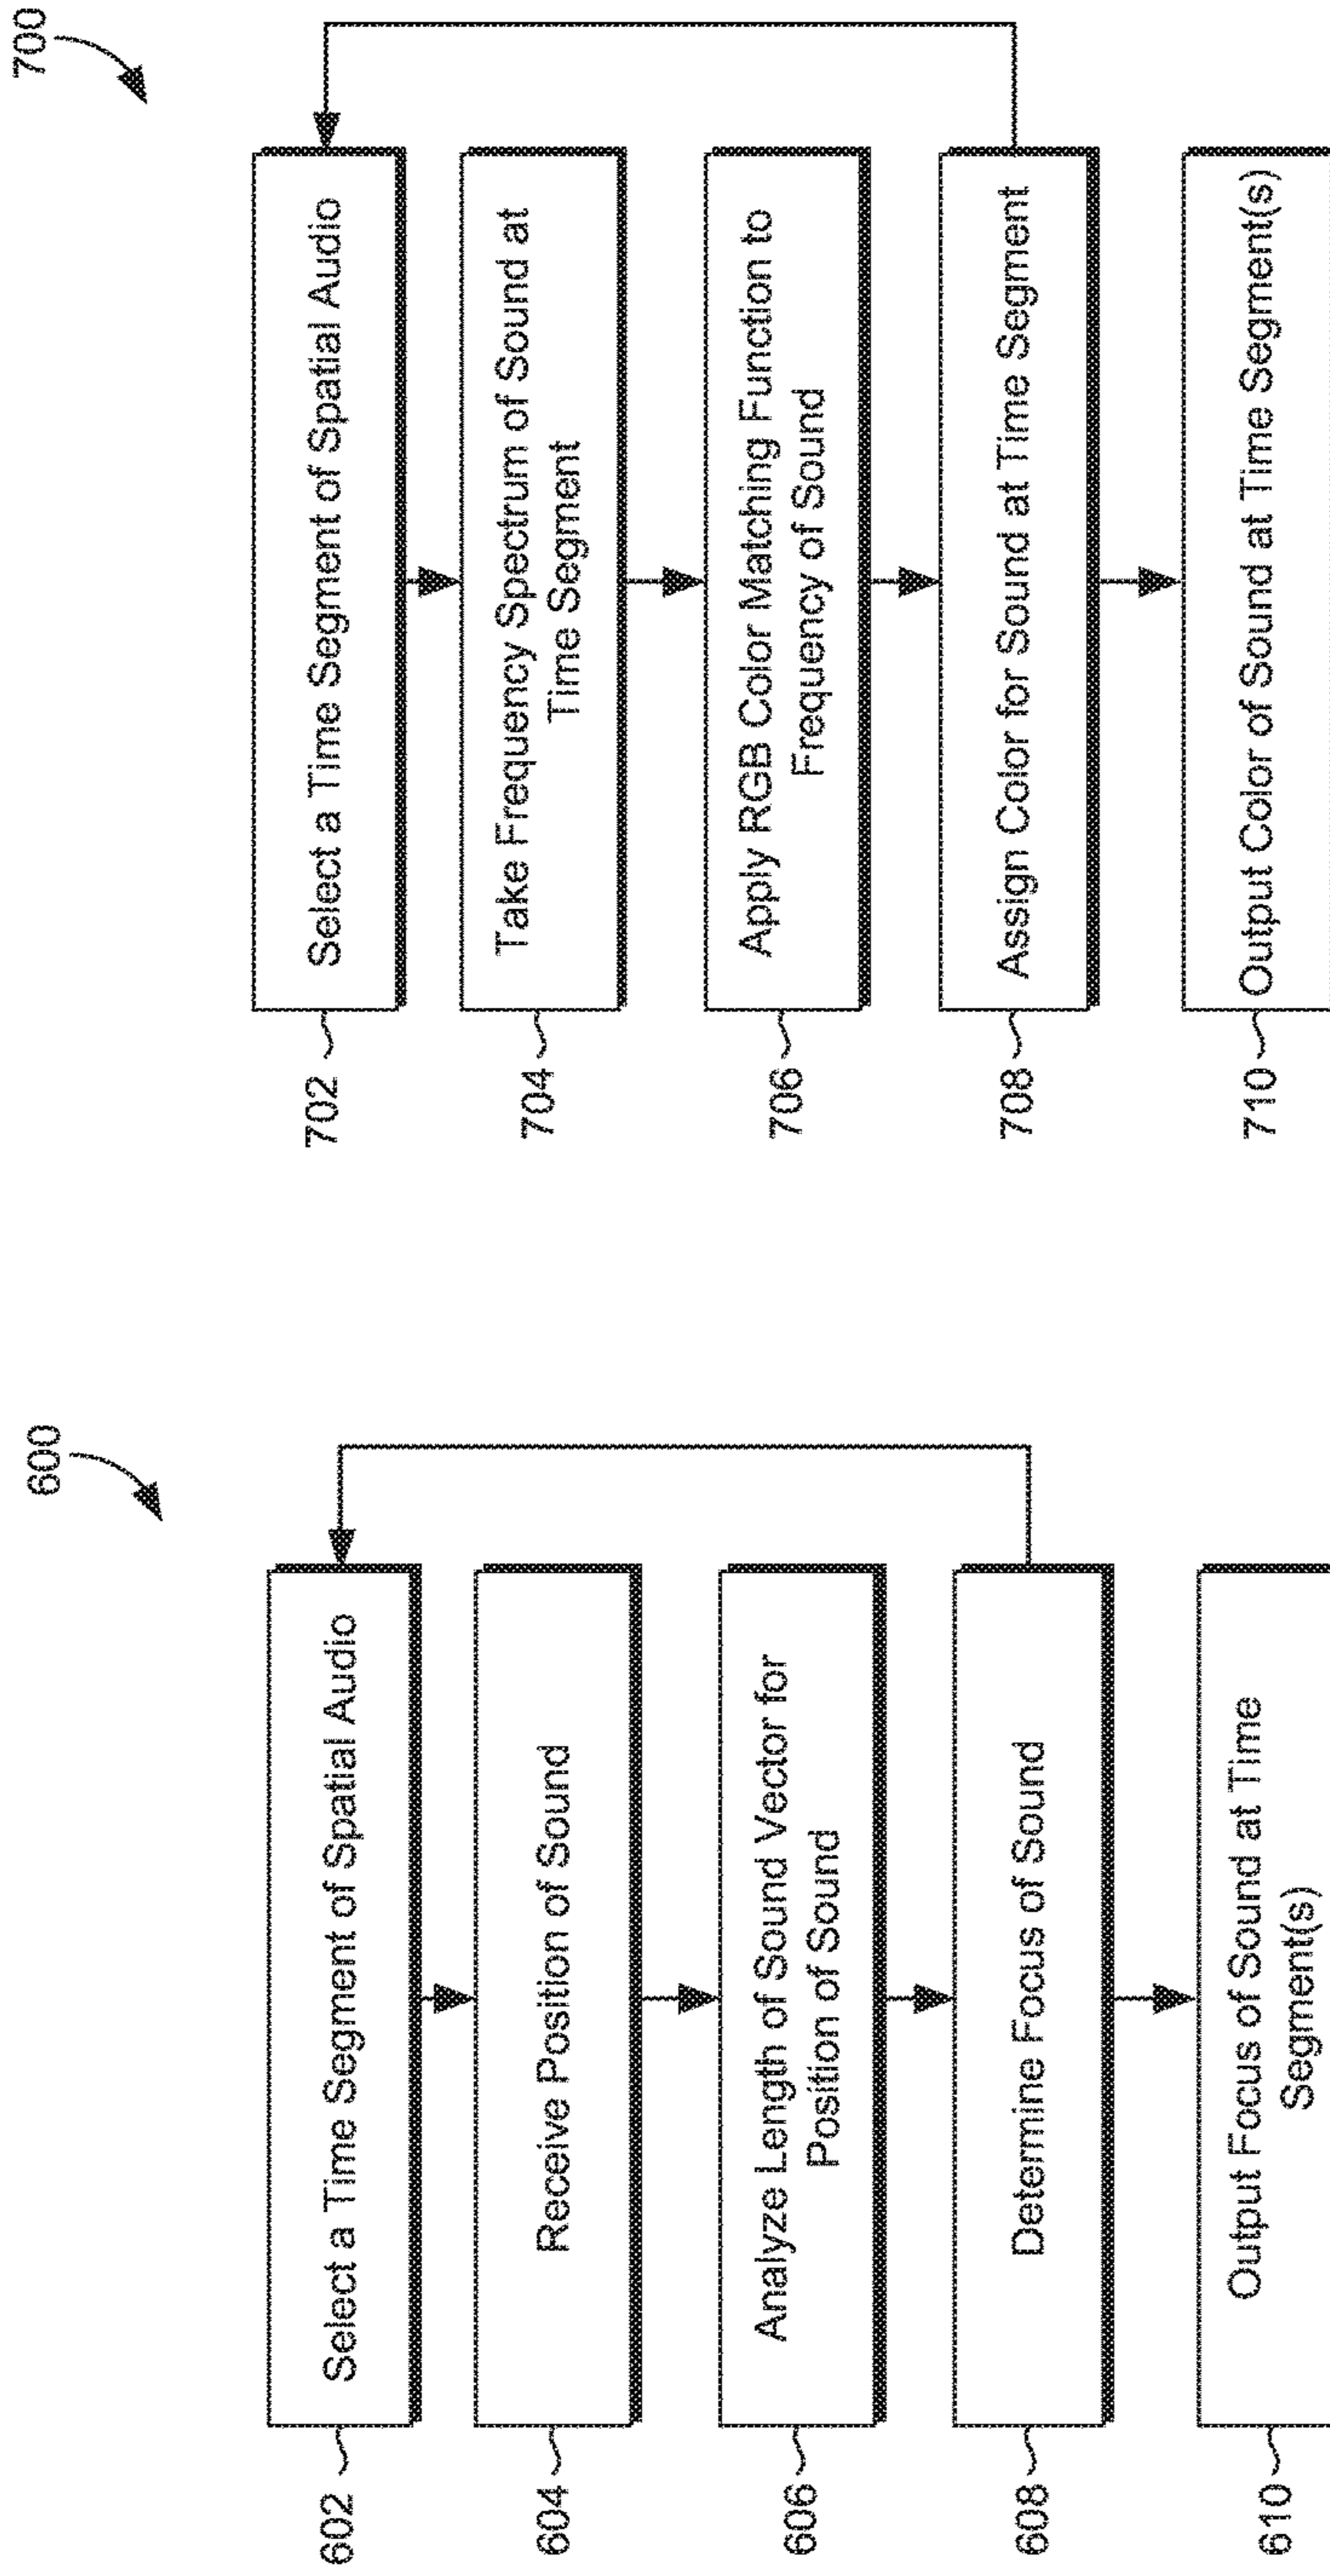 600
602
Select a Time Segment of Spatial Audio
604
Receive Position of Sound
606
Analyze Length of Sound Vector for
Position of Sound
608
Determine Focus of Sound
610
Output Focus of Sound at Time
Segment(s)
700
702
Select a Time Segment of Spatial Audio
704
Take Frequency Spectrum of Sound at
Time Segment
706
Apply RGB Color Matching Function to
Frequency of Sound
708
Assign Color for Sound at Time Segment
710
Output Color of Sound at Time Segment(s)